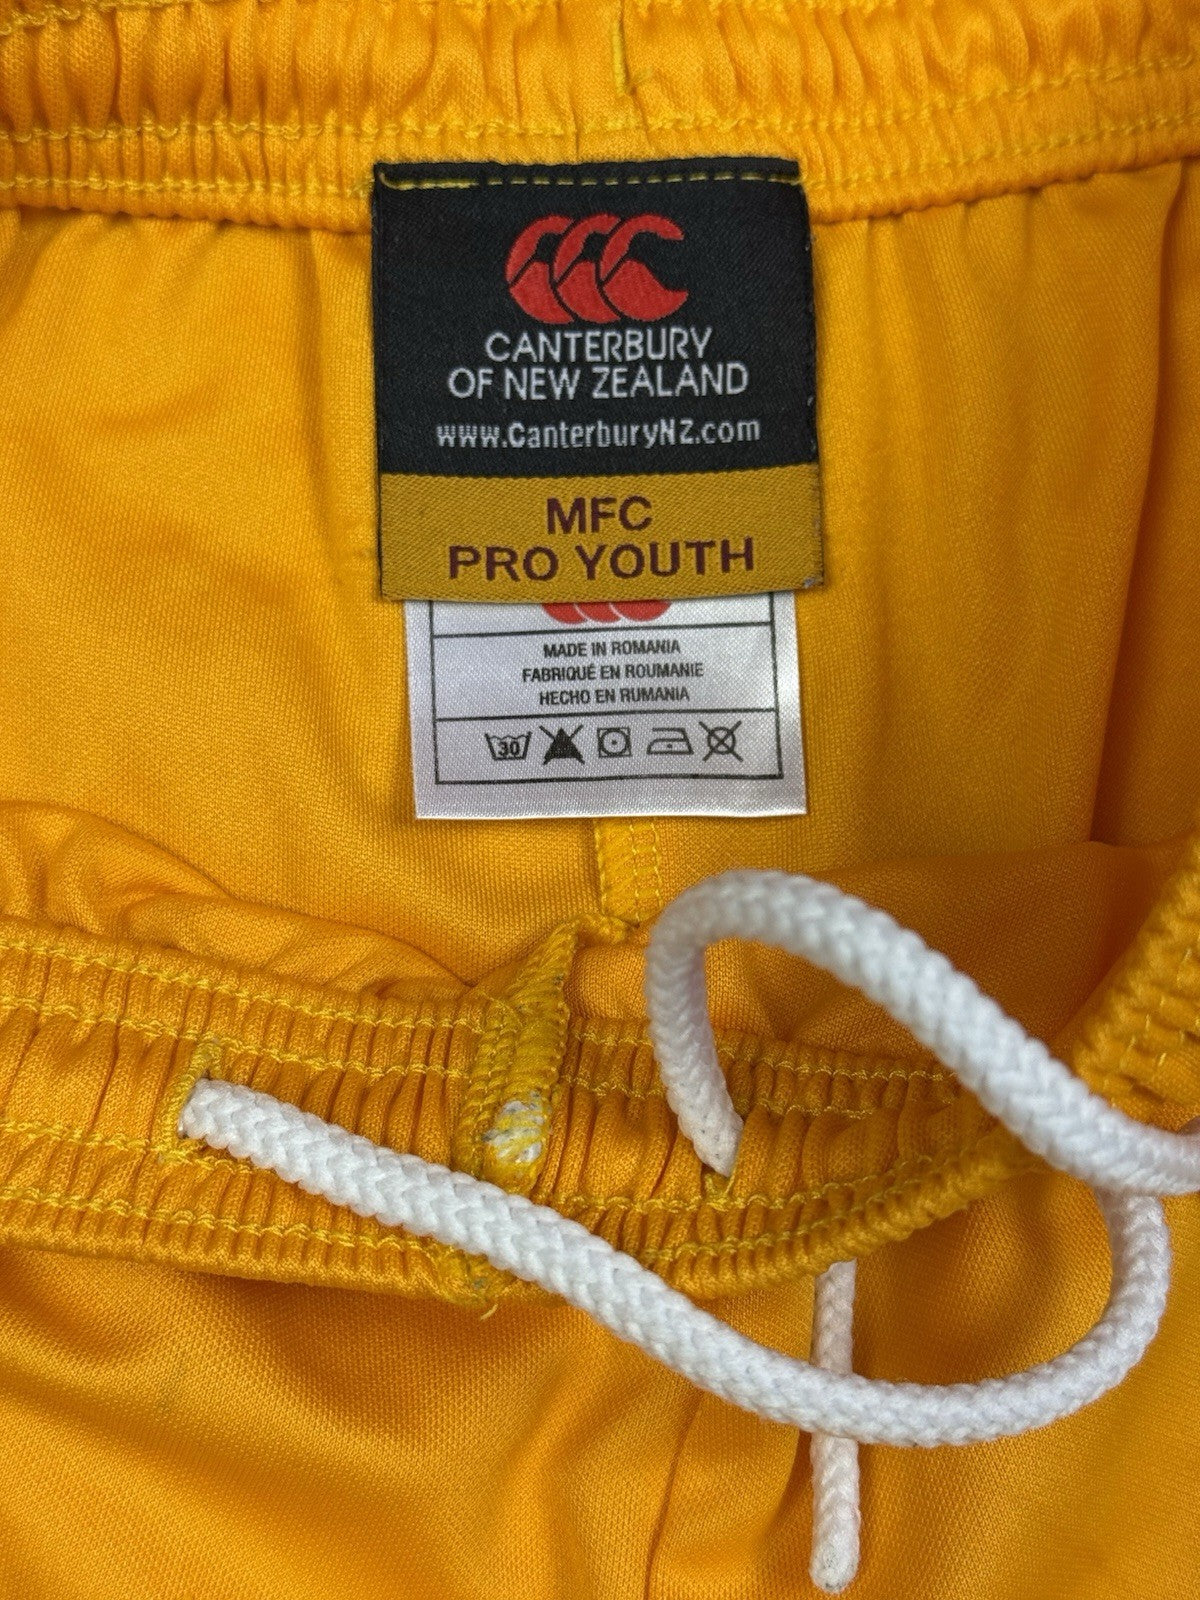 CANTERBURY
OF NEW ZEALAND
www.CanterburyNZ.com
MFC
PRO YOUTH
MADE IN ROMANIA
FABRIQUÉ EN ROUMANIE
HECHO EN RUMANIA
30